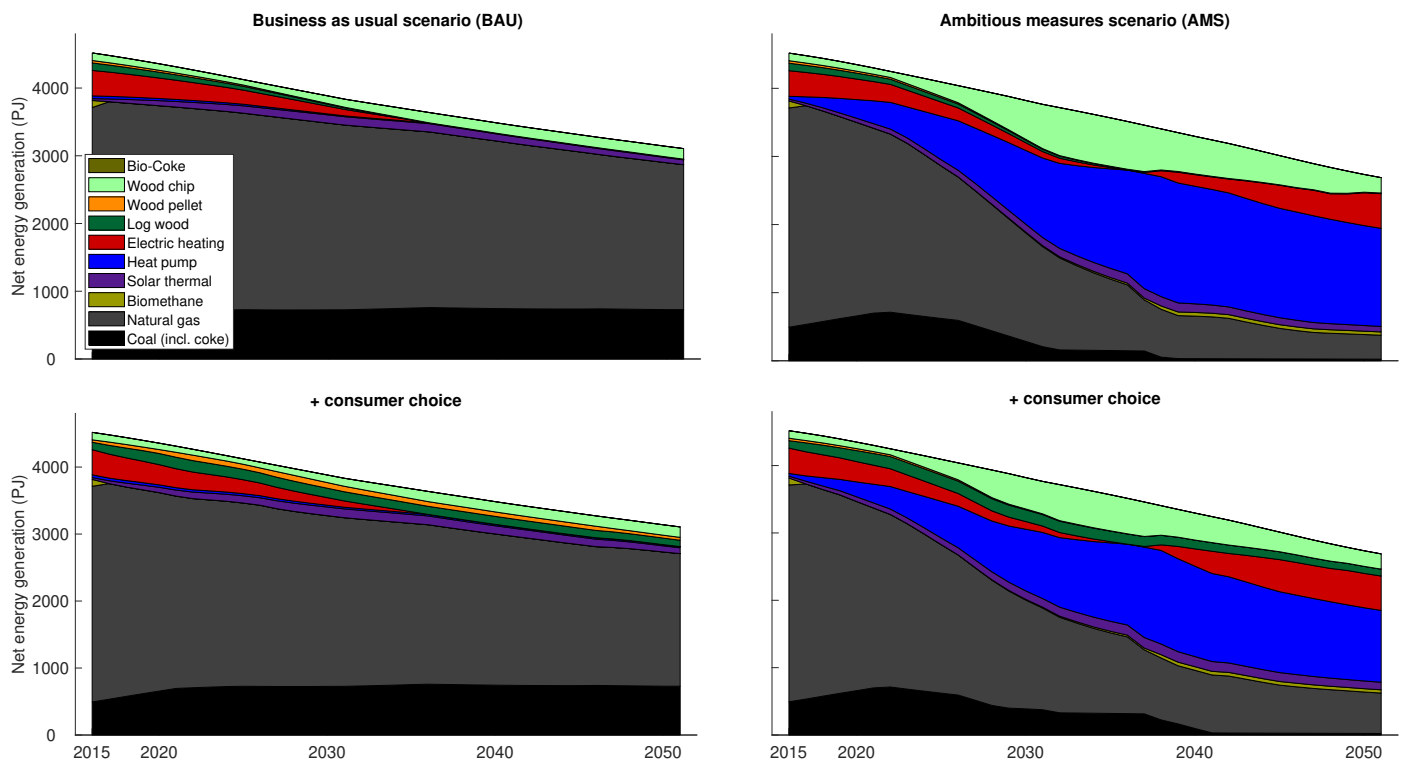 Business as usual scenario (BAU)
Net energy generation (PJ)
4000
3000
2000
1000
0
Bio-Coke
Wood chip
Wood pellet
Log wood
Electric heating
Heat pump
Solar thermal
Biomethane
Natural gas
Coal (incl. coke)
Ambitious measures scenario (AMS)
+ consumer choice
Net energy generation (PJ)
4000
3000
2000
1000
0
2015
2020
2030
2040
2050
+ consumer choice
2015
2020
2030
2040
2050